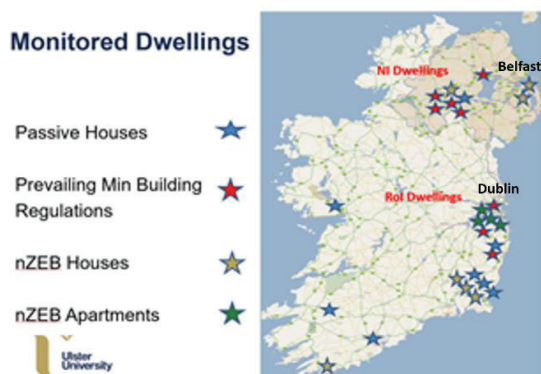 Monitored Dwellings
Passive Houses
Prevailing Min Building
Regulations
nZEB Houses
nZEB Apartments
Ulster
University
Belfast
NI Dwellings
Dublin
RoI Dwellings